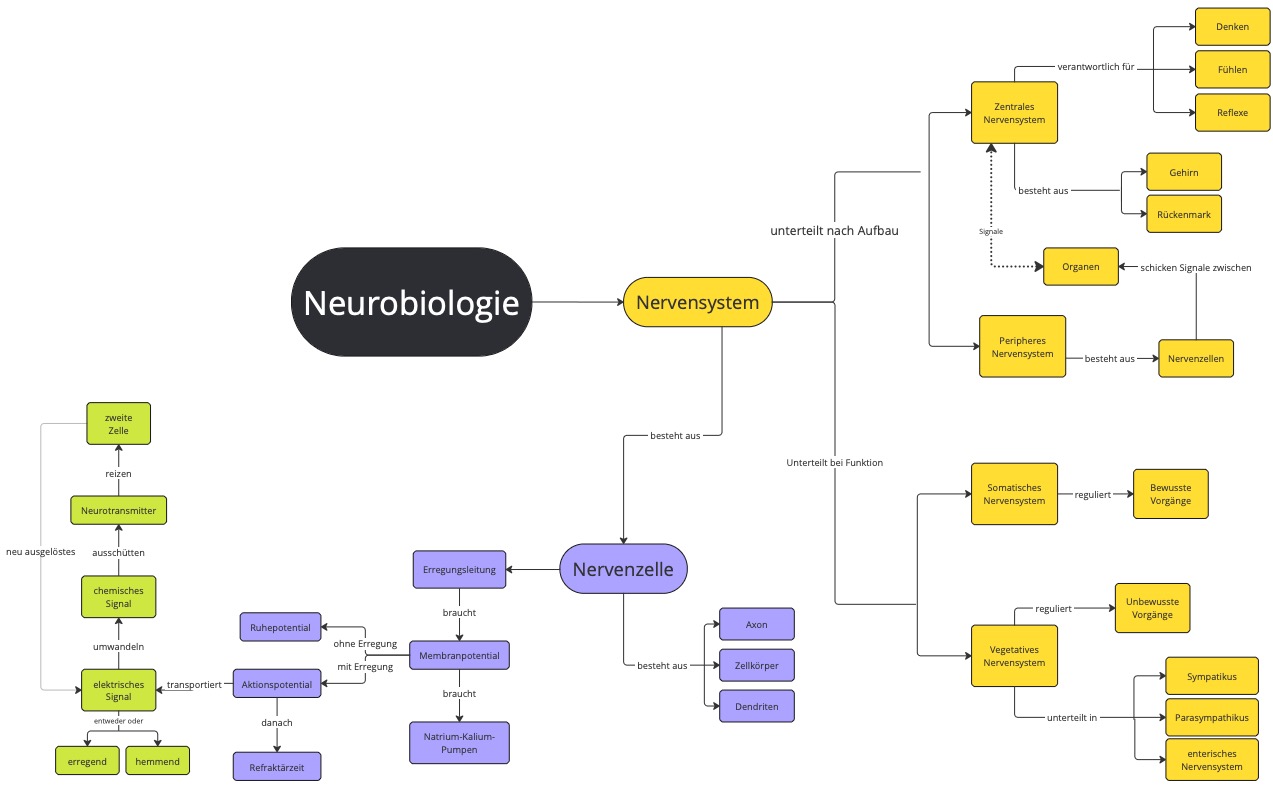 Neurobiologie
Nervensystem
unterteilt nach Aufbau
Zentrales
Nervensystem
verantwortlich für
Denken
Fühlen
Reflexe
besteht aus
Gehirn
Rückenmark
Signale
Organen
schicken Signale zwischen
Peripheres
Nervensystem
besteht aus
Nervenzellen
Unterteilt bei Funktion
Somatisches
Nervensystem
reguliert
Bewusste
Vorgänge
Vegetatives
Nervensystem
reguliert
Unbewusste
Vorgänge
unterteilt in
Sympatikus
Parasympathikus
enterisches
Nervensystem
besteht aus
Nervenzelle
besteht aus
Axon
Zellkörper
Dendriten
Erregungsleitung
braucht
Membranpotential
braucht
Natrium-Kalium-
Pumpen
ohne Erregung
Ruhepotential
mit Erregung
Aktionspotential
danach
Refraktärzeit
transportiert
elektrisches
Signal
entweder oder
erregend
hemmend
umwandeln
chemisches
Signal
ausschütten
Neurotransmitter
reizen
zweite
Zelle
neu ausgelöstes